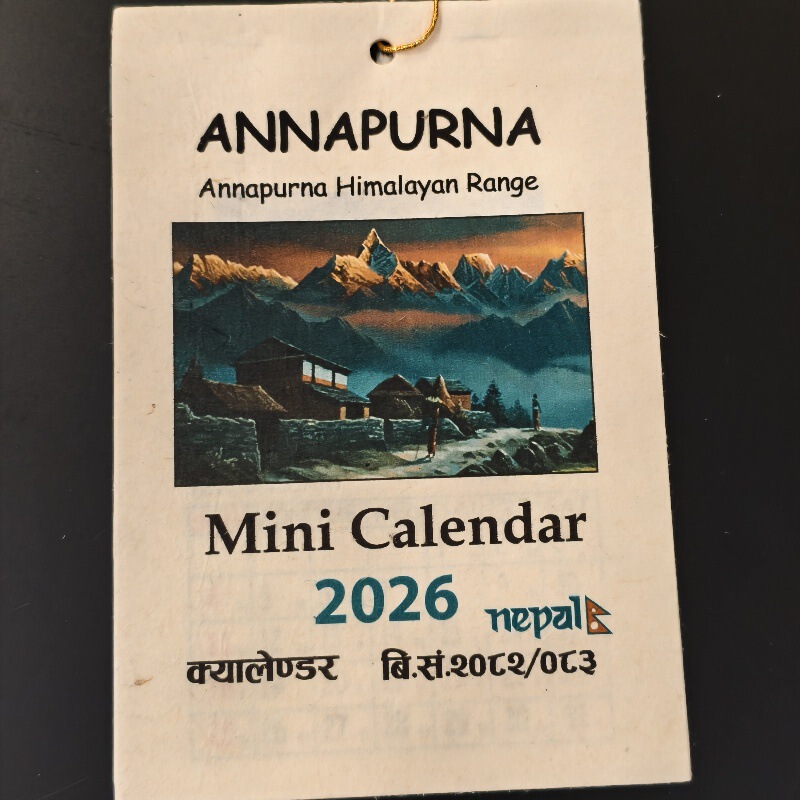 ANNAPURNA
Annapurna Himalayan Range
Mini Calendar
2026
nepal
क्यालेण्डर बि.सं.२०८२/०८३